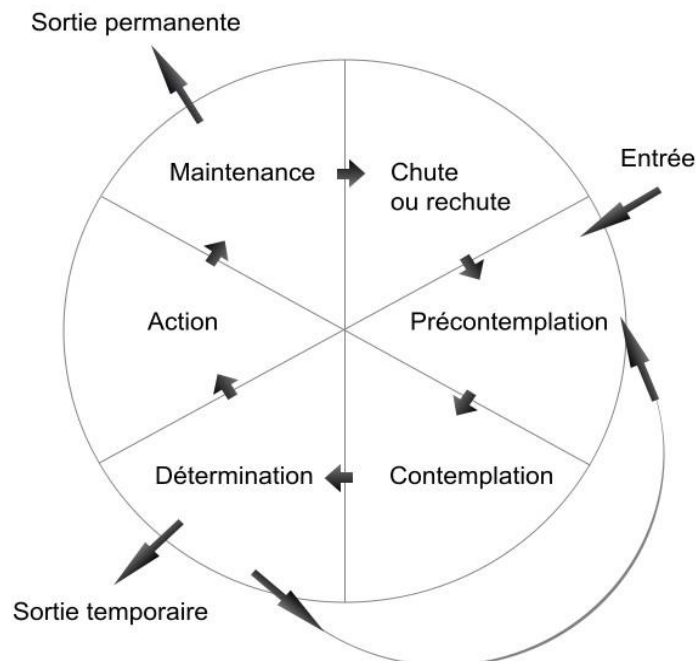 Sortie permanente
Maintenance
Chute
ou rechute
Entrée
Action
Précontemplation
Détermination
Contemplation
Sortie temporaire